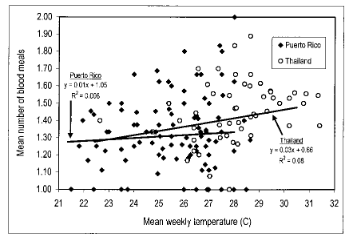 2.00
1.90
1.80
1.70
1.60
1.50
1.40
1.30
1.20
1.10
1.00
Mean number of blood meals
Puerto Rico
Thailand
Puerto Rico
y = 0.01x + 1.05
R² = 0.006
Thailand
y = 0.03x + 0.66
R² = 0.08
21 22 23 24 25 26 27 28 29 30 31 32
Mean weekly temperature (C)